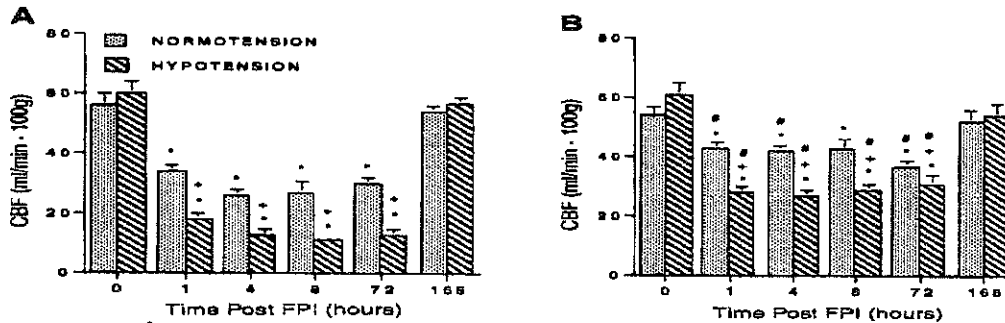 A
80
60
40
20
0
CBF (ml/min - 100g)
NORMOTENSION
HYPOTENSION
* + * * + * * + * * + *
0 1 4 8 72 168
Time Post FPI (hours)
B
80
60
40
20
0
CBF (ml/min - 100g)
# * # + * # * # + * * # + * # * # + *
0 1 4 8 72 168
Time Post FPI (hours)